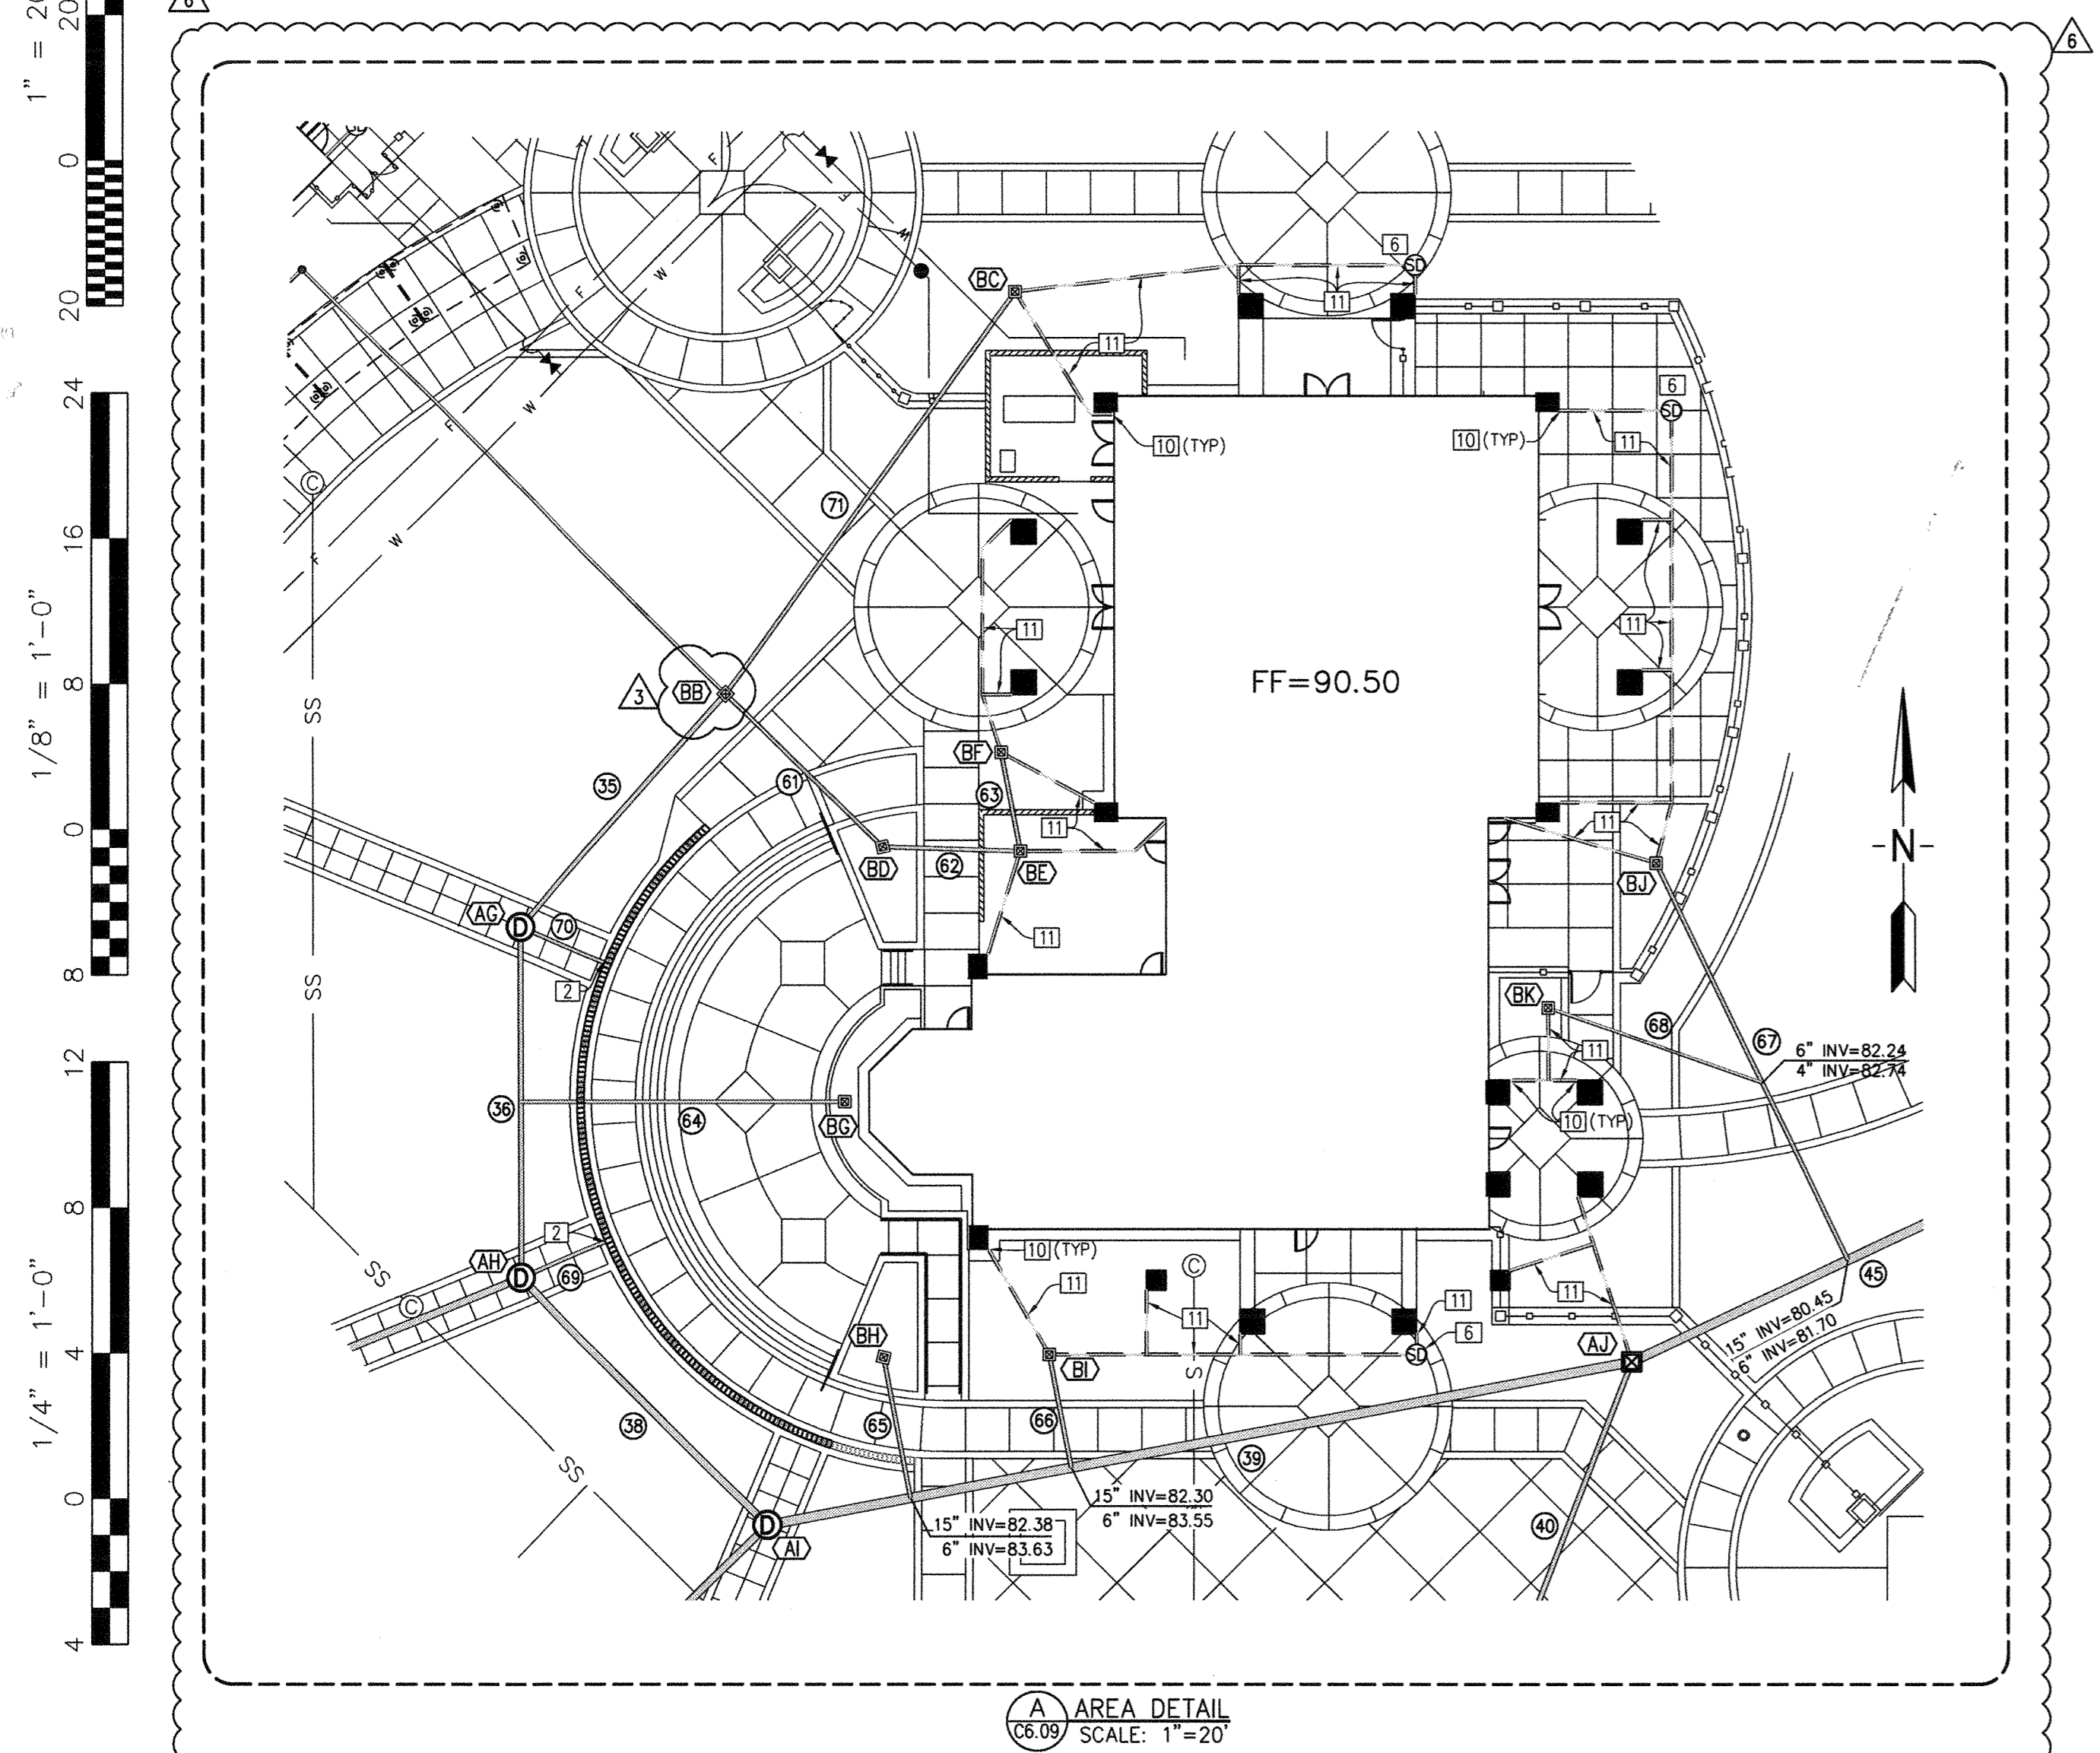 6
6
1" = 20
20
0
20
24
16
8
0
8
1/8" = 1'-0"
12
8
4
0
4
1/4" = 1'-0"
F
F
W
F
W
F
W
F
W
C
SS
SS
SS
SS
BC
6
SD
11
11
10 (TYP)
6
SD
10 (TYP)
11
71
11
11
FF=90.50
3
BB
BF
35
61
63
11
11
BD
62
BE
BJ
N
AG
D
70
11
2
BK
68
67
6" INV=82.24
4" INV=82.74
11
36
64
BG
10 (TYP)
2
AH
D
69
C
10 (TYP)
C
45
11
11
11
11
15" INV=80.45
6" INV=81.70
BH
6
SD
AJ
BI
S
38
65
66
39
15" INV=82.30
6" INV=83.55
40
D
15" INV=82.38
6" INV=83.63
AI
A
C6.09
AREA DETAIL
SCALE: 1"=20'